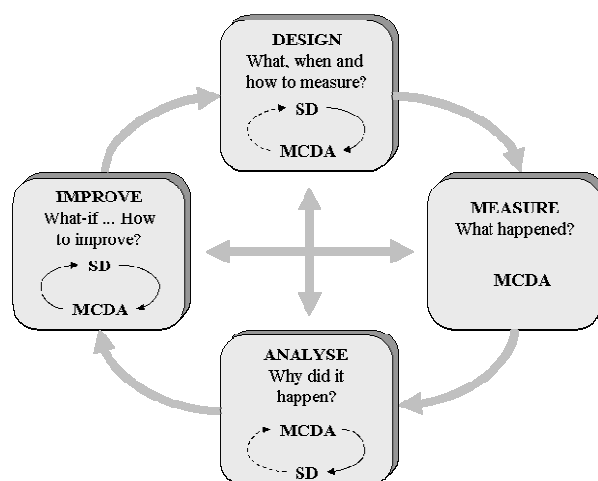 DESIGN
What, when and
how to measure?
SD
MCDA
IMPROVE
What-if ... How
to improve?
SD
MCDA
MEASURE
What happened?
MCDA
ANALYSE
Why did it
happen?
MCDA
SD